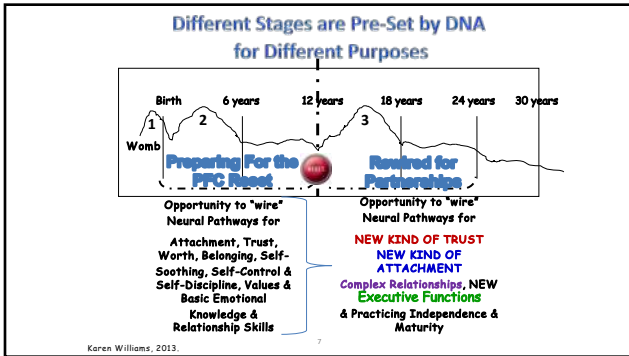 Different Stages are Pre-Set by DNA
for Different Purposes
Birth 6 years 12 years 18 years 24 years 30 years
1 2 3
Womb
Preparing For the
PFC Reset
RESET
Rewired for
Partnerships
Opportunity to “wire”
Neural Pathways for
Attachment, Trust,
Worth, Belonging, Self-
Soothing, Self-Control &
Self-Discipline, Values &
Basic Emotional
Knowledge &
Relationship Skills
Opportunity to “wire”
Neural Pathways for
NEW KIND OF TRUST
NEW KIND OF
ATTACHMENT
Complex Relationships, NEW
Executive Functions
& Practicing Independence &
Maturity
Karen Williams, 2013.
7